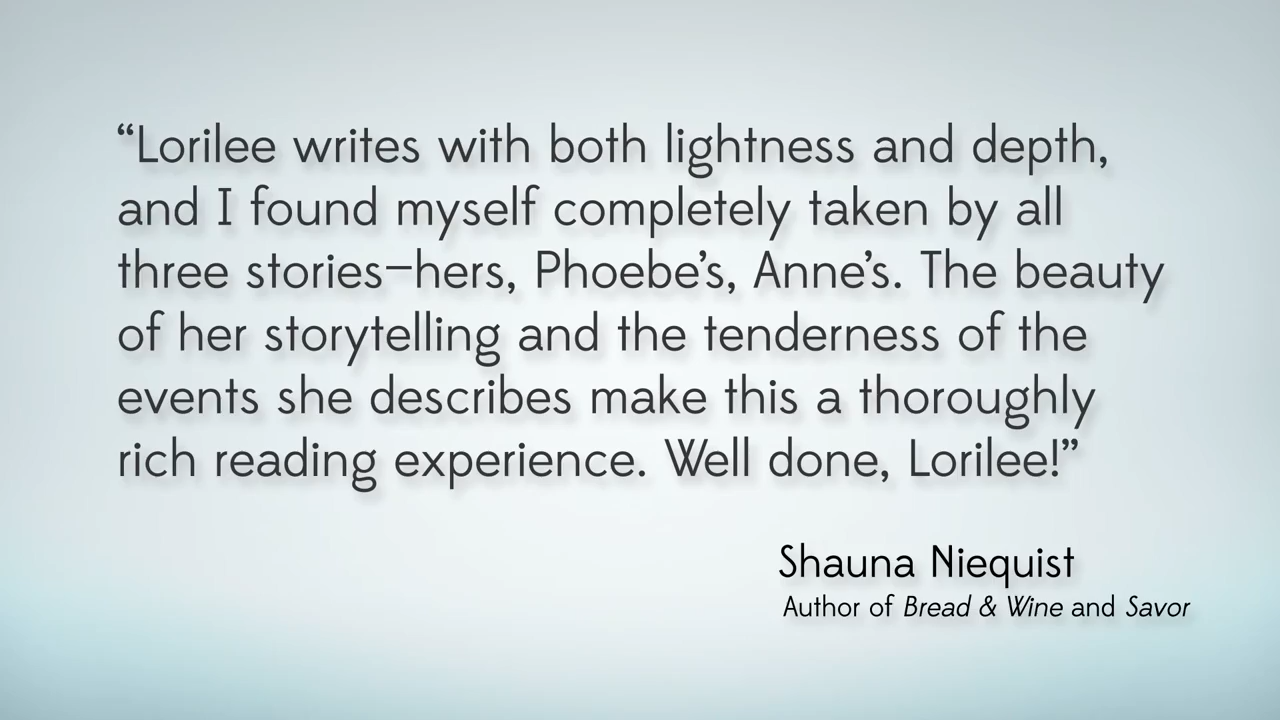 “Lorilee writes with both lightness and depth,
and I found myself completely taken by all
three stories—hers, Phoebe’s, Anne’s. The beauty
of her storytelling and the tenderness of the
events she describes make this a thoroughly
rich reading experience. Well done, Lorilee!”
Shauna Niequist
Author of Bread & Wine and Savor